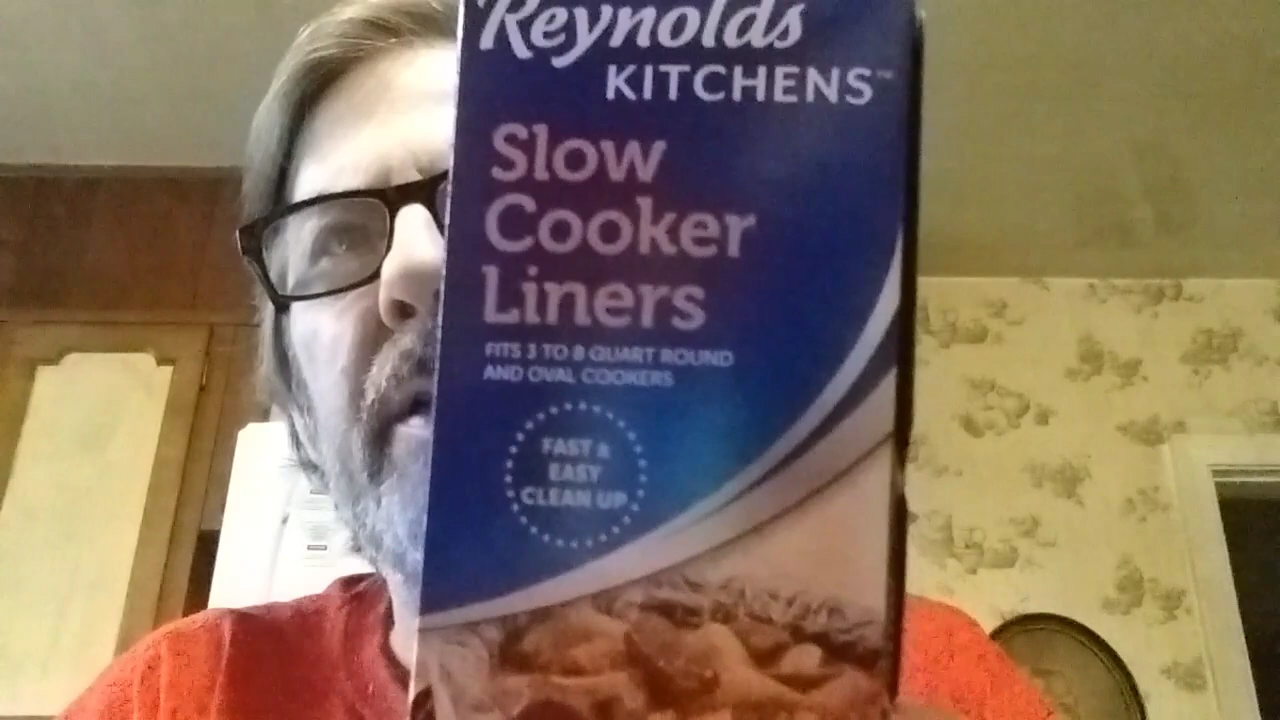 Reynolds
KITCHENS™
Slow
Cooker
Liners
FITS 3 TO 8 QUART ROUND
AND OVAL COOKERS
FAST &
EASY
CLEAN UP